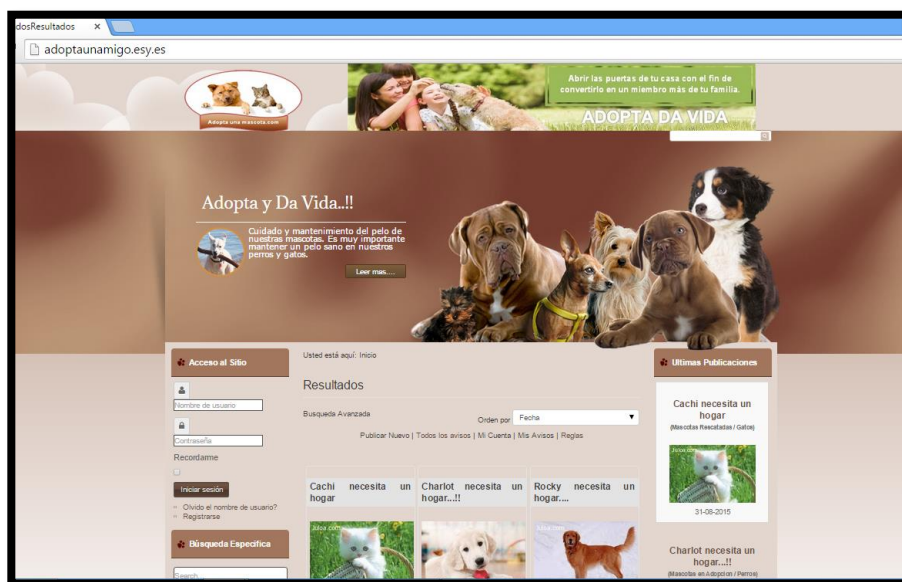 dosResultados
adoptaunamigo.esy.es
Adopta una mascota.com
Abrir las puertas de tu casa con el fin de
convertirlo en un miembro más de tu familia.
ADOPTA DA VIDA
Adopta y Da Vida..!!
Cuidado y mantenimiento del pelo de
nuestras mascotas. Es muy importante
mantener un pelo sano en nuestros
perros y gatos.
Leer mas....
Acceso al Sitio
Nombre de usuario
Contraseña
Recordarme
Iniciar sesión
Olvido el nombre de usuario?
Registrarse
Búsqueda Especifica
Search...
Usted está aquí: Inicio
Resultados
Busqueda Avanzada
Orden por Fecha
Publicar Nuevo | Todos los avisos | Mi Cuenta | Mis Avisos | Reglas
Cachi necesita un
hogar
Charlot necesita un
hogar...!!
Rocky necesita un
hogar....
Ultimas Publicaciones
Cachi necesita un
hogar
(Mascotas Rescatadas / Gatos)
31-08-2015
Charlot necesita un
hogar...!!
(Mascotas en Adopcion / Perros)